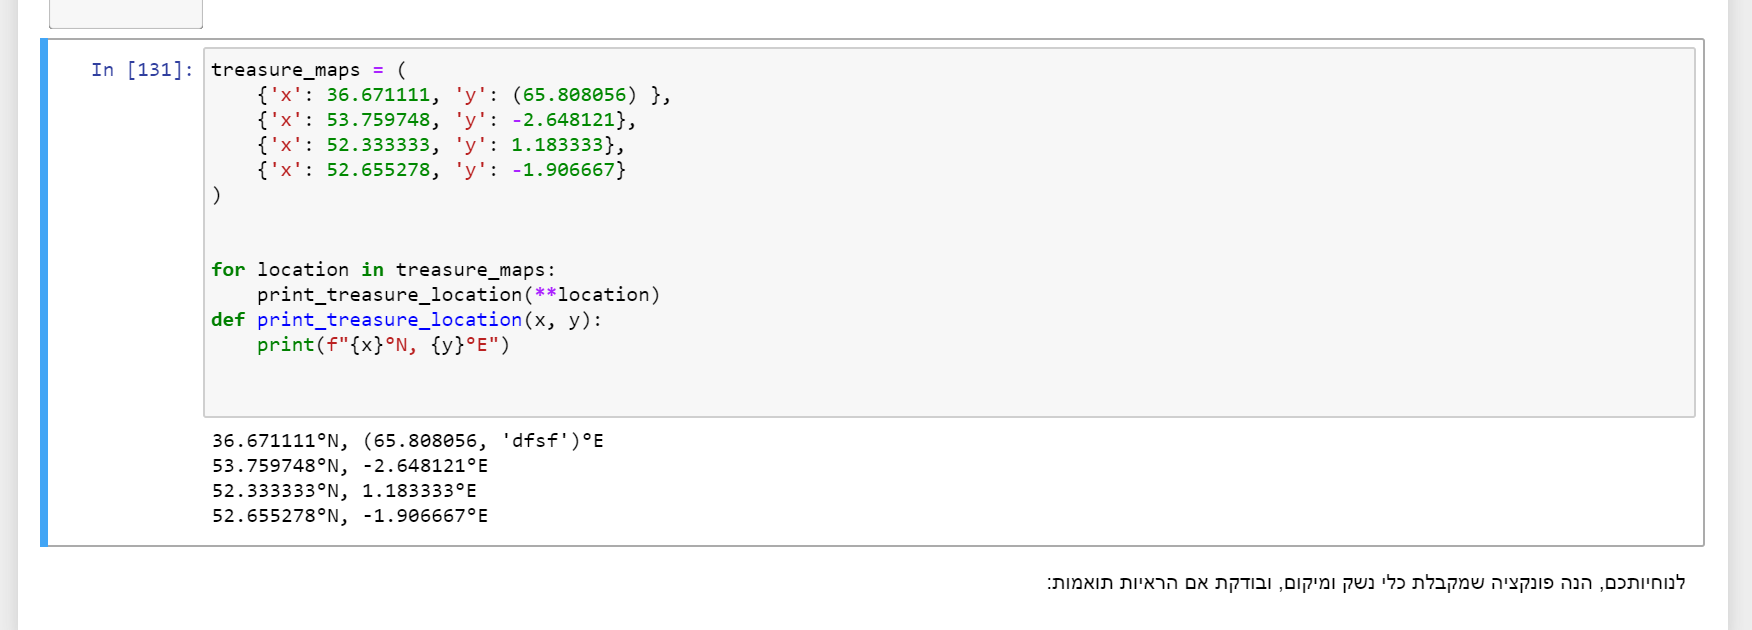 In [131]:
treasure_maps = (
    {'x': 36.671111, 'y': (65.808056) },
    {'x': 53.759748, 'y': -2.648121},
    {'x': 52.333333, 'y': 1.183333},
    {'x': 52.655278, 'y': -1.906667}
)
for location in treasure_maps:
    print_treasure_location(**location)
def print_treasure_location(x, y):
    print(f"{x}°N, {y}°E")
36.671111°N, (65.808056, 'dfsf')°E
53.759748°N, -2.648121°E
52.333333°N, 1.183333°E
52.655278°N, -1.906667°E
לנוחיותכם, הנה פונקציה שמקבלת כלי נשק ומיקום, ובודקת אם הראיות תואמות: